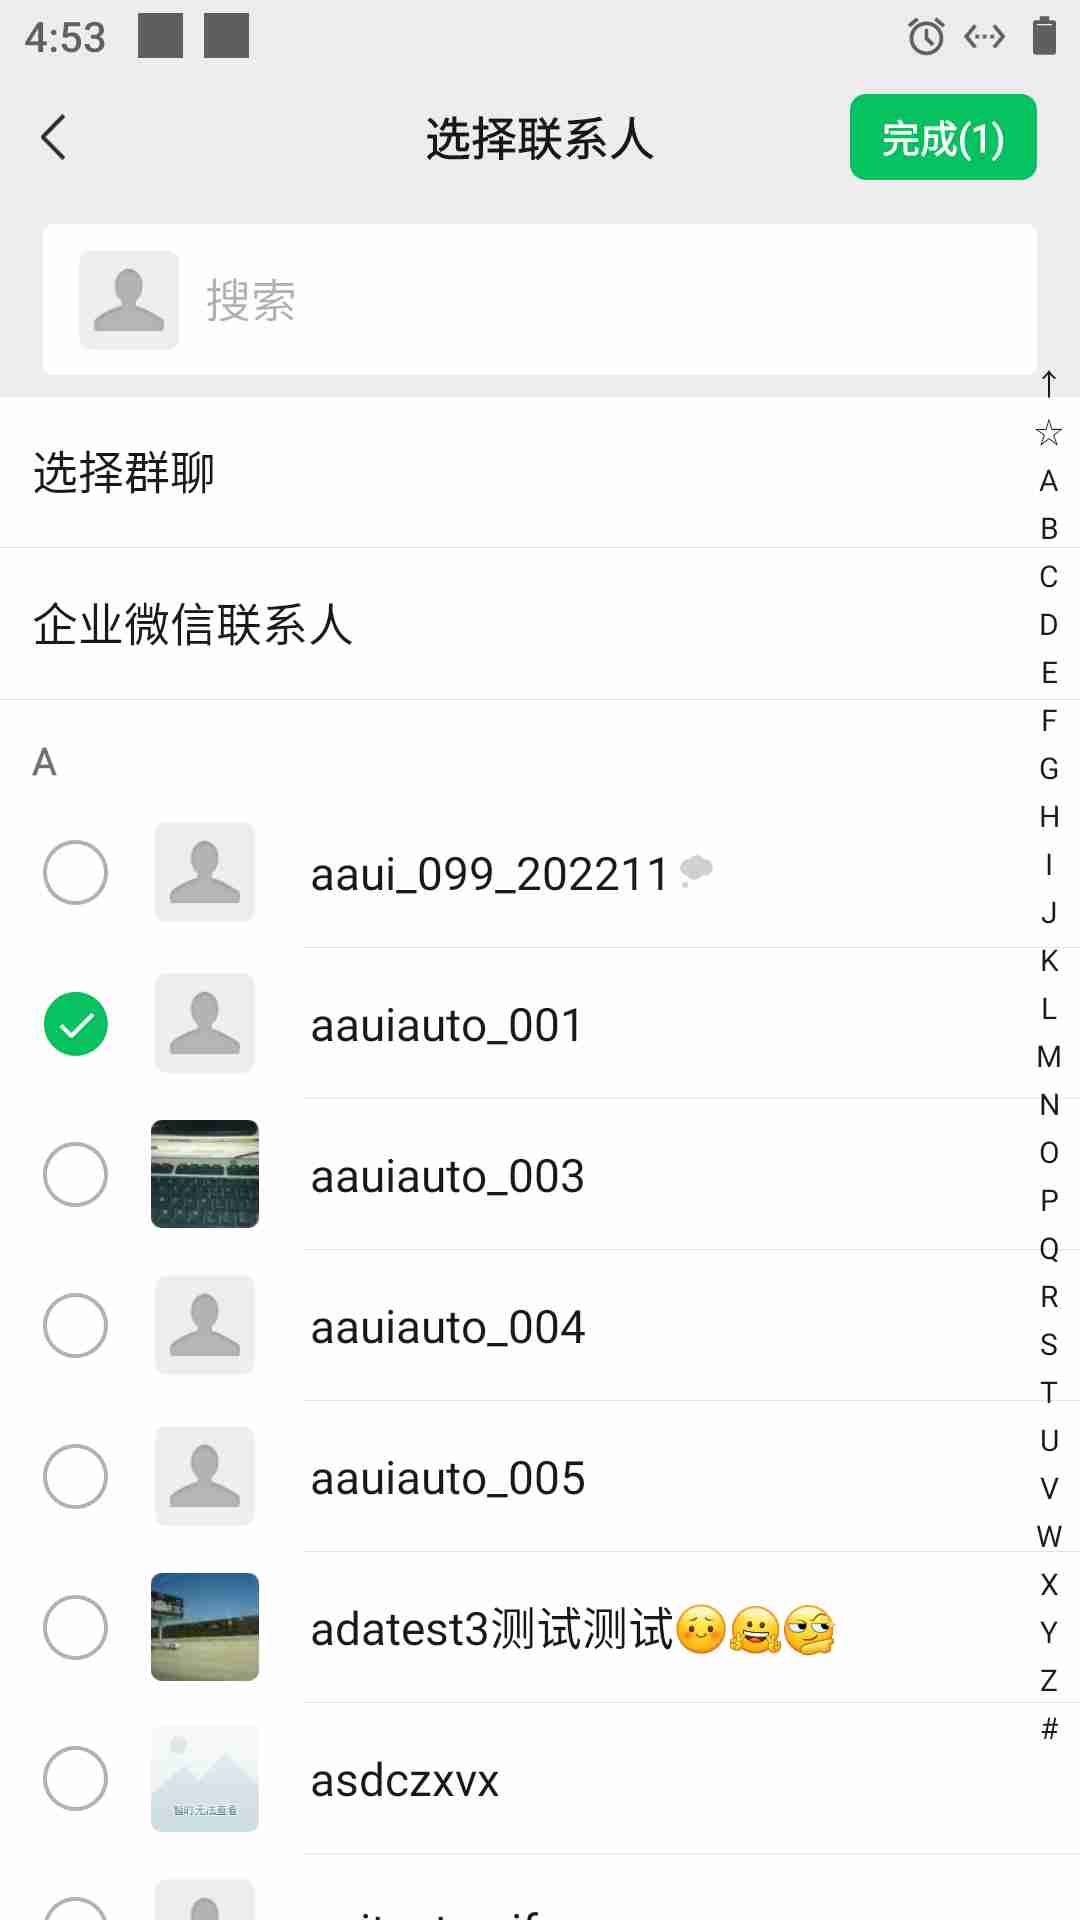 4:53
选择联系人
完成(1)
搜索
↑
☆
选择群聊
A
B
企业微信联系人
C
D
E
A
F
G
H
aaui_099_202211
I
J
K
aauiauto_001
L
M
N
aauiauto_003
O
P
Q
aauiauto_004
R
S
T
aauiauto_005
U
V
W
adatest3测试测试☺️🤗🤔
X
Y
Z
#
asdczxvx
暂时无法查看